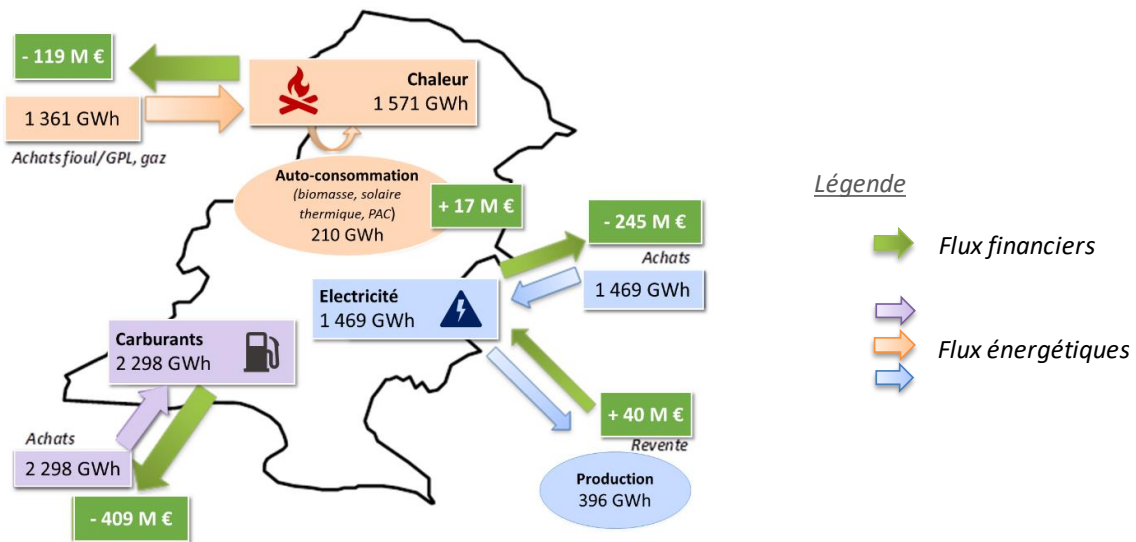 - 119 M €
1 361 GWh
Achats fioul/GPL, gaz
Chaleur
1 571 GWh
Auto-consommation
(biomasse, solaire
thermique, PAC)
210 GWh
+ 17 M €
- 245 M €
Achats
1 469 GWh
Electricité
1 469 GWh
Carburants
2 298 GWh
Achats
2 298 GWh
- 409 M €
+ 40 M €
Revente
Production
396 GWh
Légende
Flux financiers
Flux énergétiques